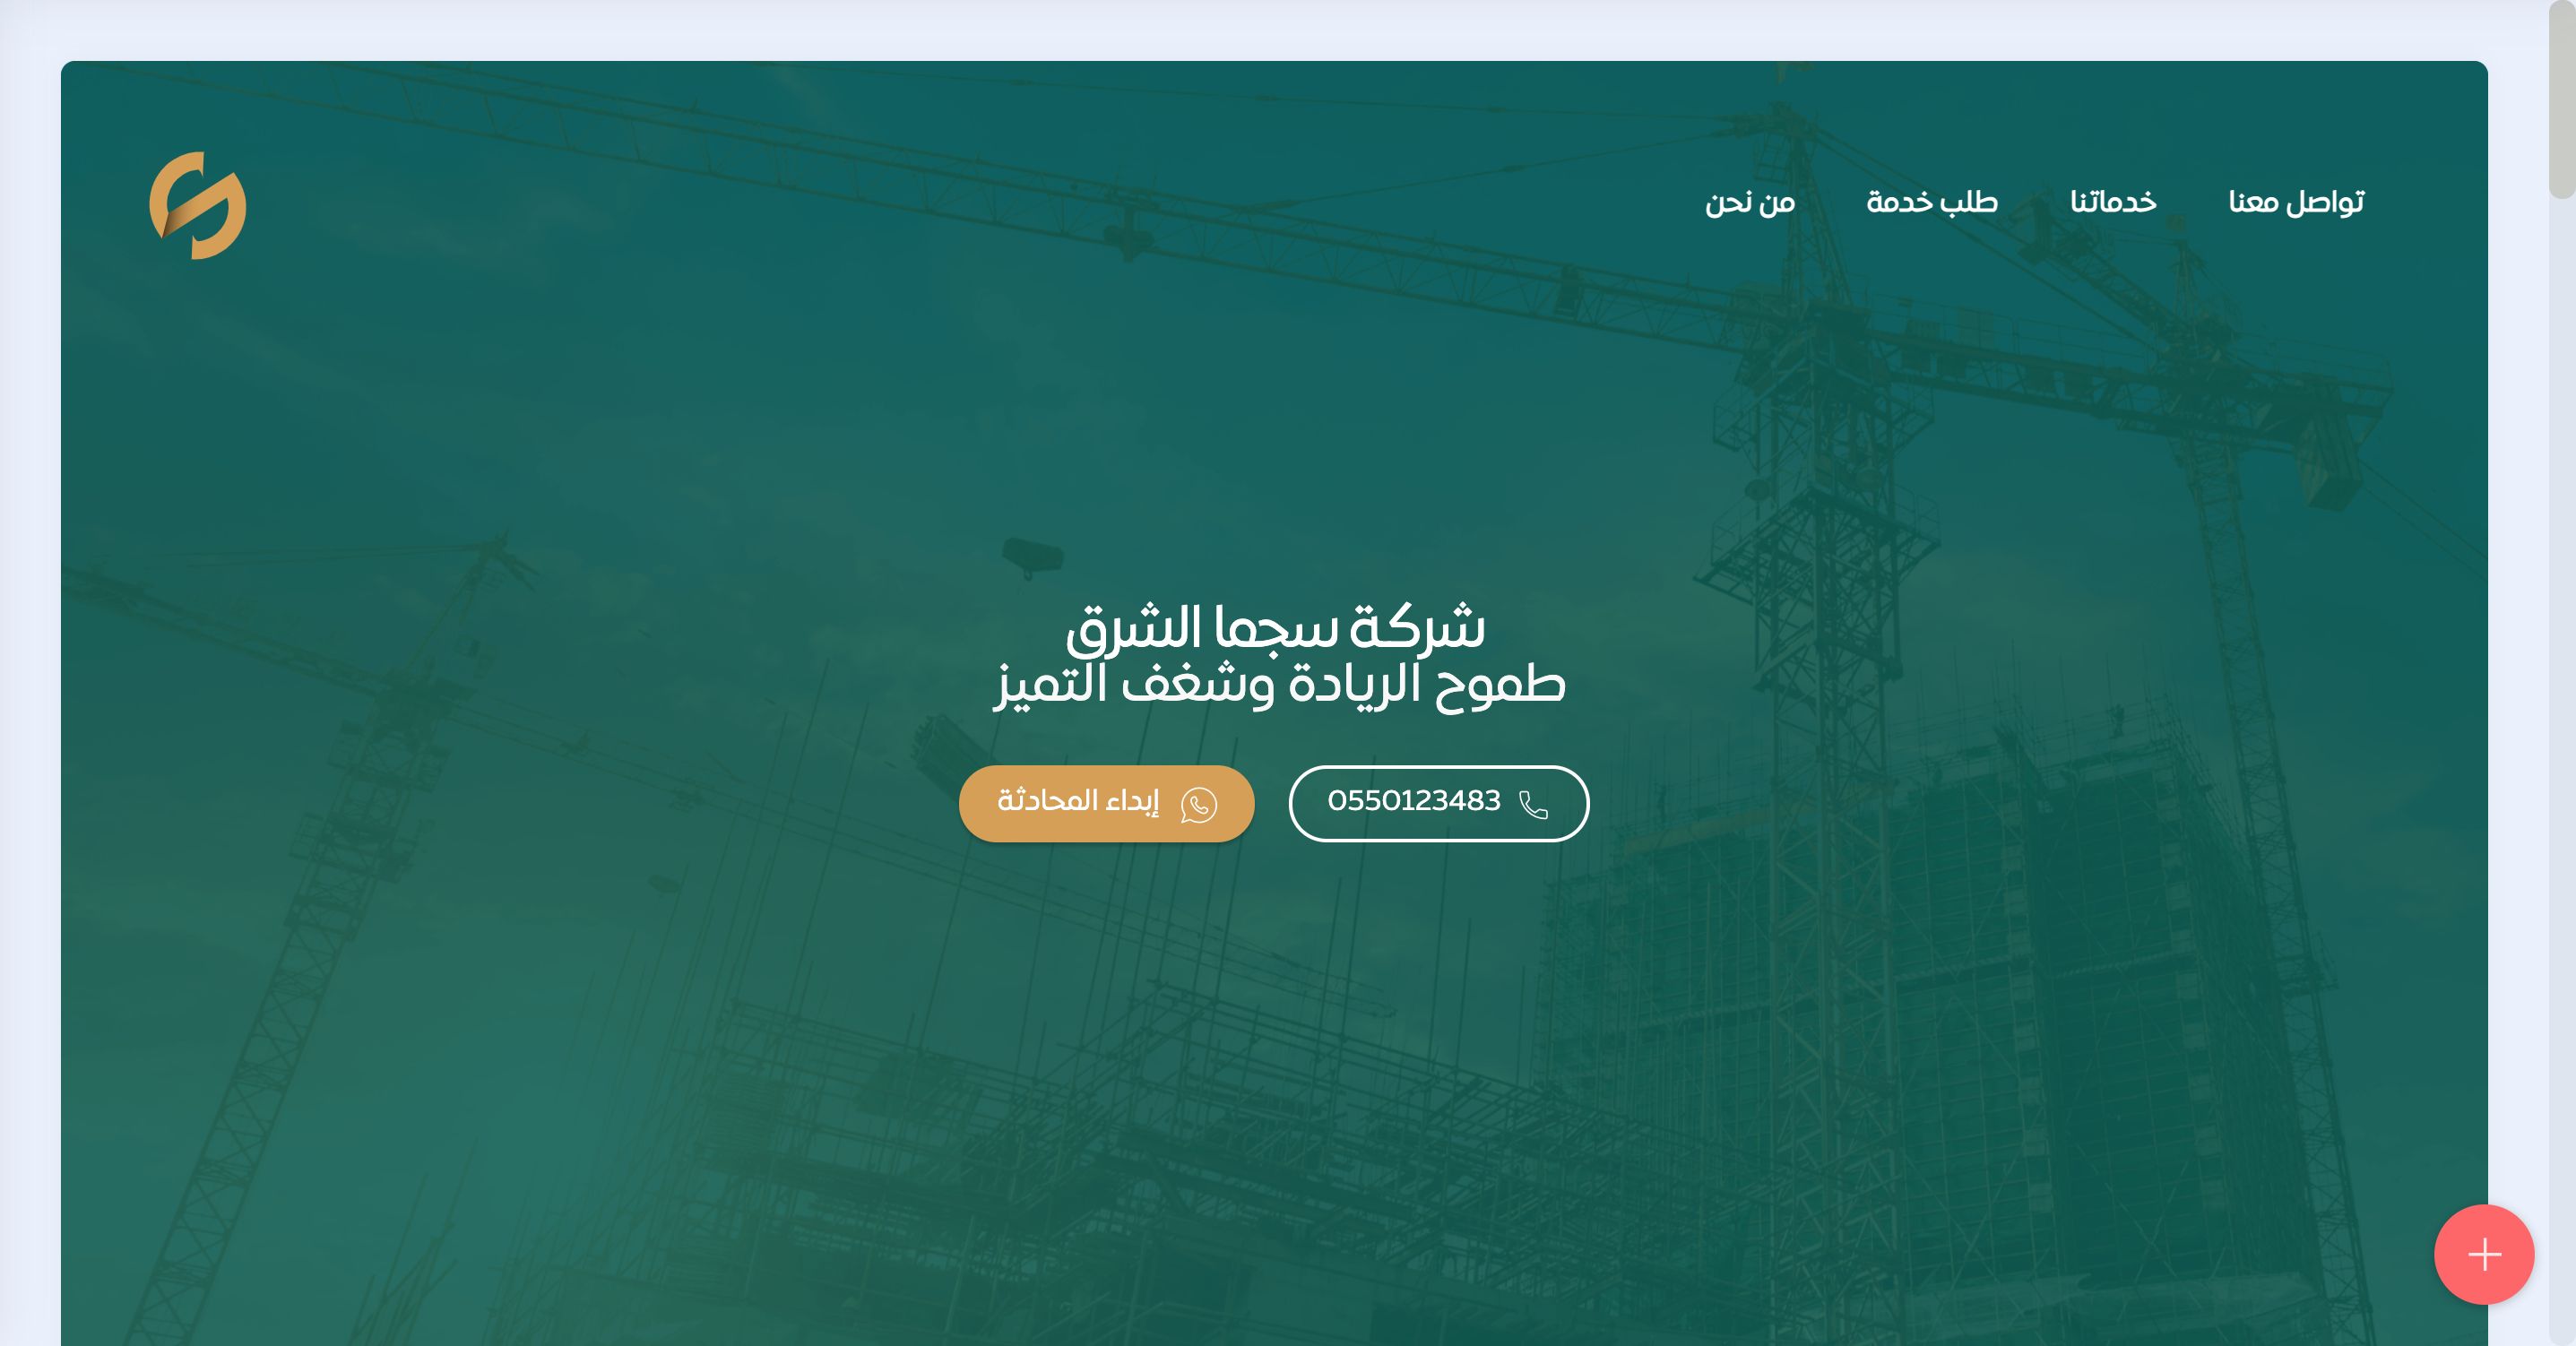 تواصل معنا
خدماتنا
طلب خدمة
من نحن
شركة سجما الشرق
طموح الريادة وشغف التميز
0550123483
إبداء المحادثة